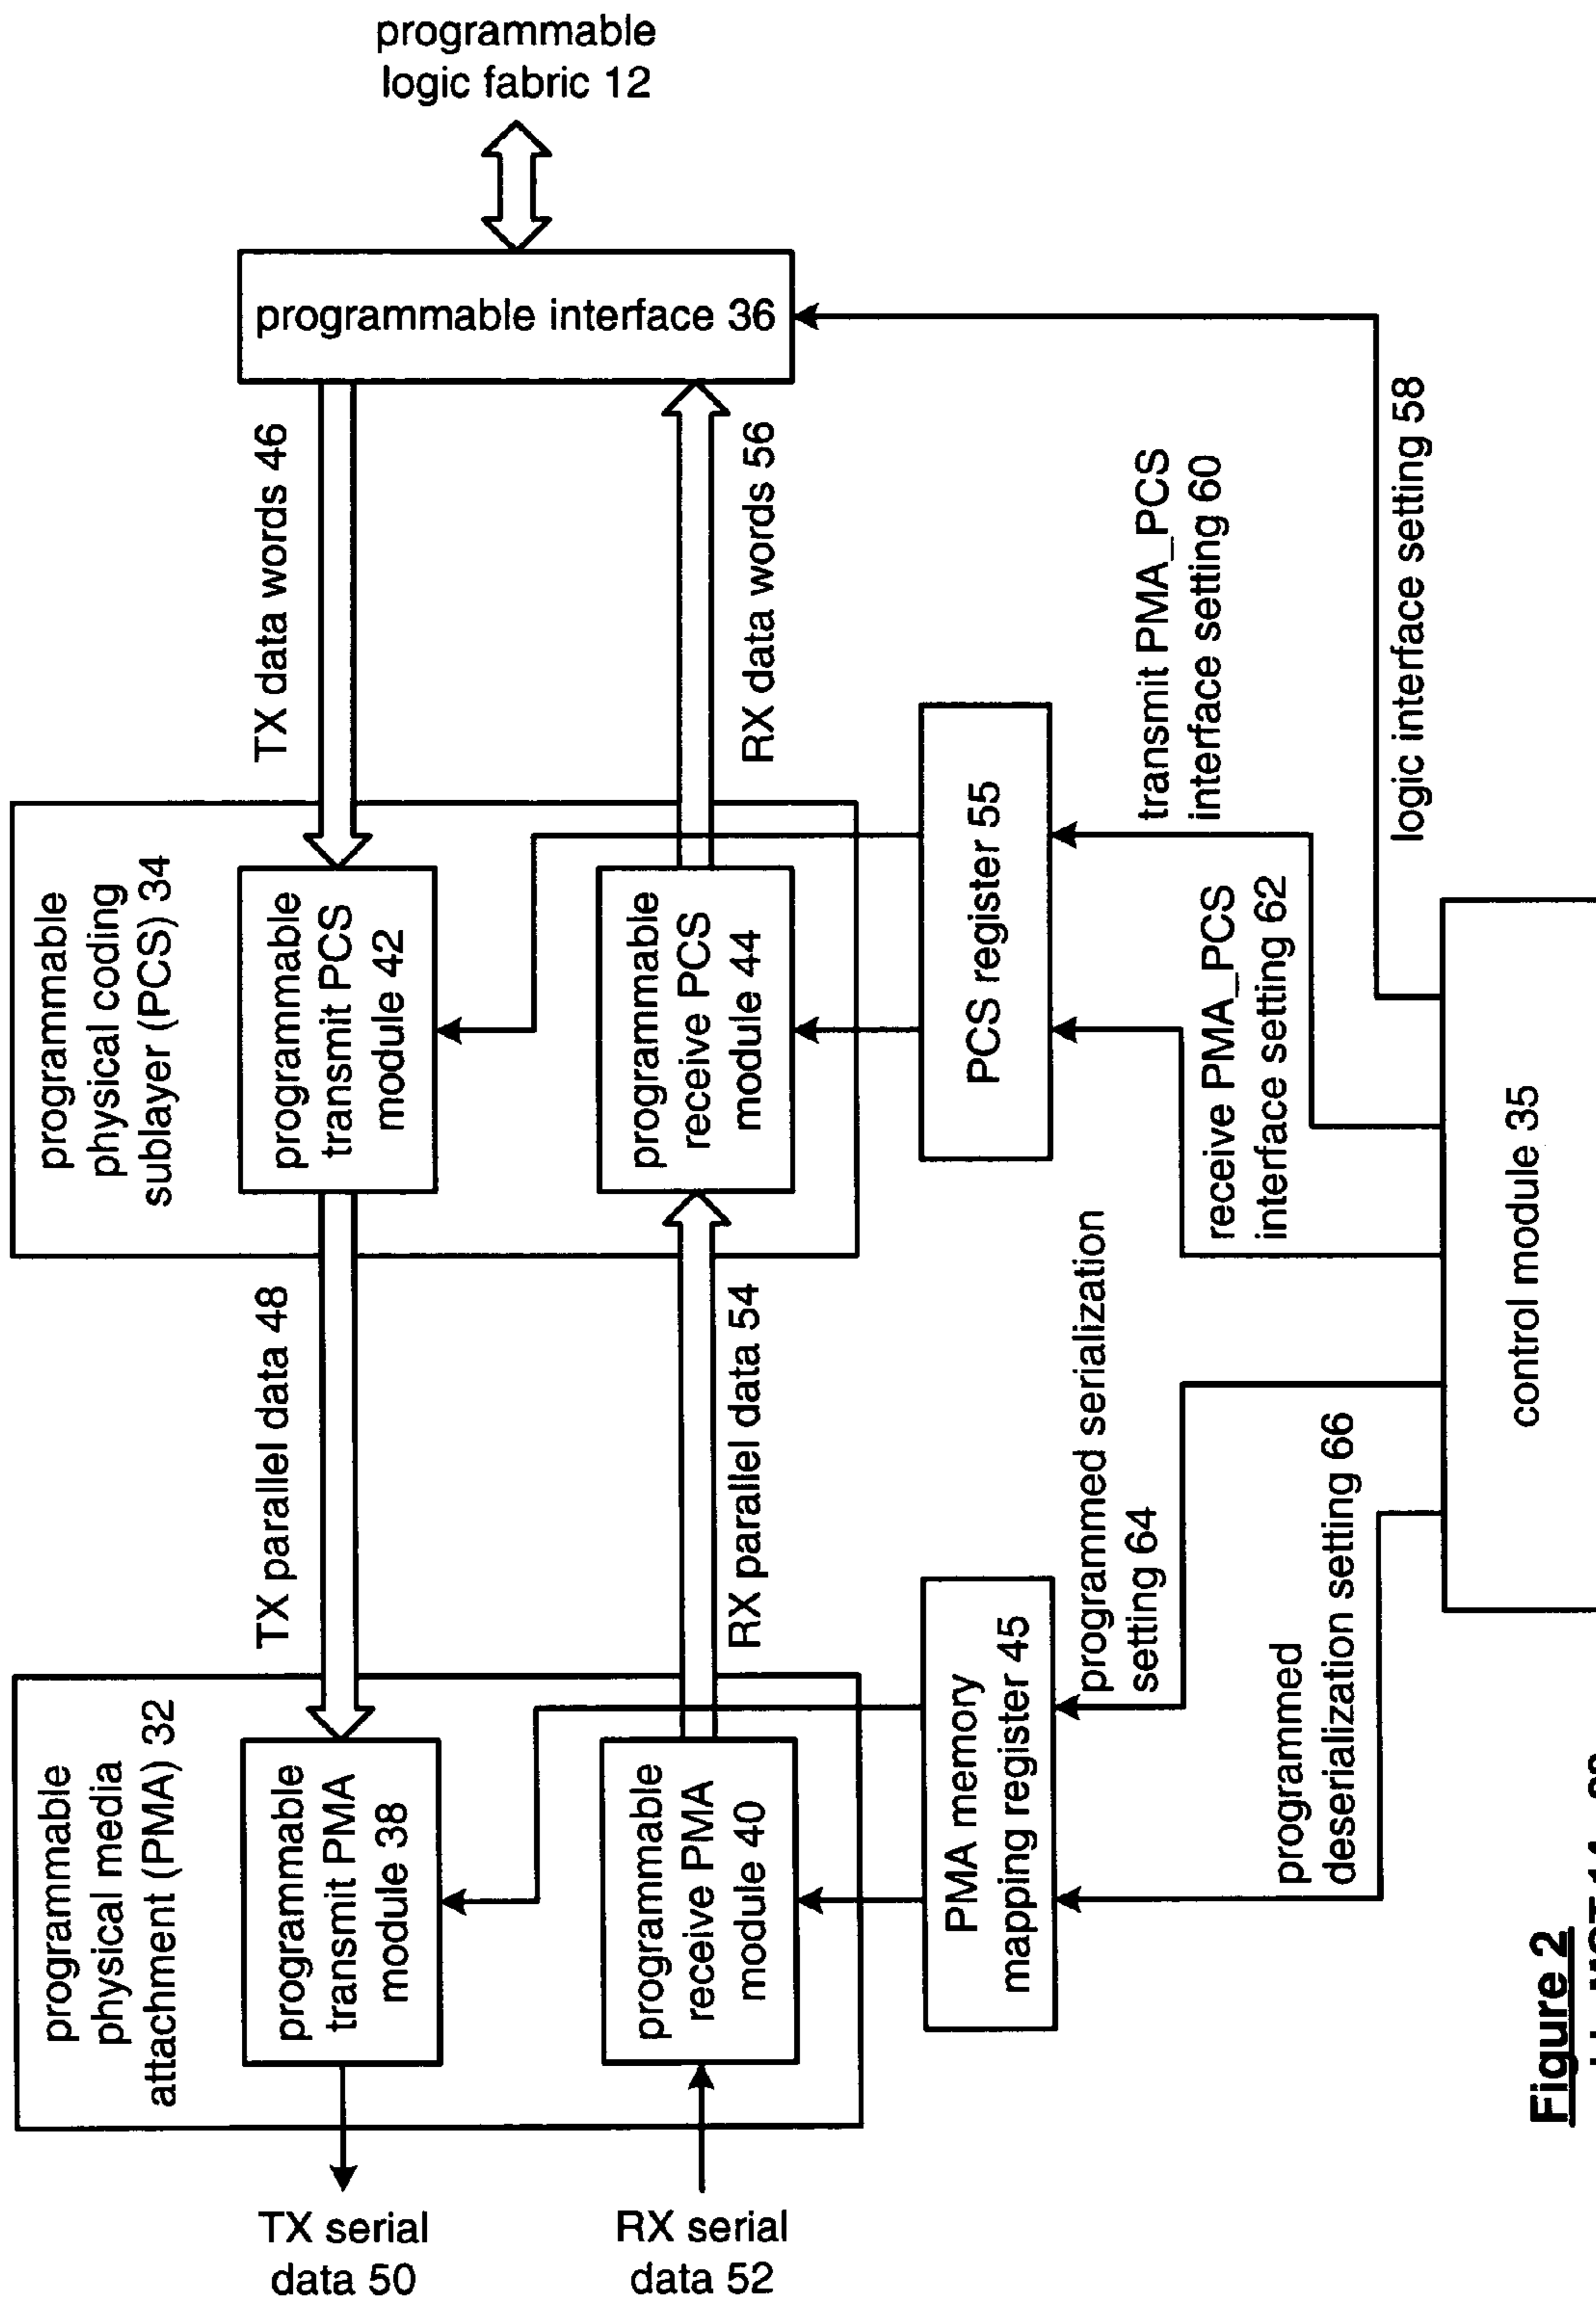 programmable
logic fabric 12
programmable interface 36
TX data words 46
RX data words 56
logic interface setting 58
transmit PMA_PCS
interface setting 60
programmable
physical coding
sublayer (PCS) 34
programmable
transmit PCS
module 42
programmable
receive PCS
module 44
PCS register 55
receive PMA_PCS
interface setting 62
control module 35
TX parallel data 48
RX parallel data 54
programmed serialization
setting 64
programmed
deserialization setting 66
programmable
physical media
attachment (PMA) 32
programmable
transmit PMA
module 38
programmable
receive PMA
module 40
PMA memory
mapping register 45
TX serial
data 50
RX serial
data 52
Figure 2